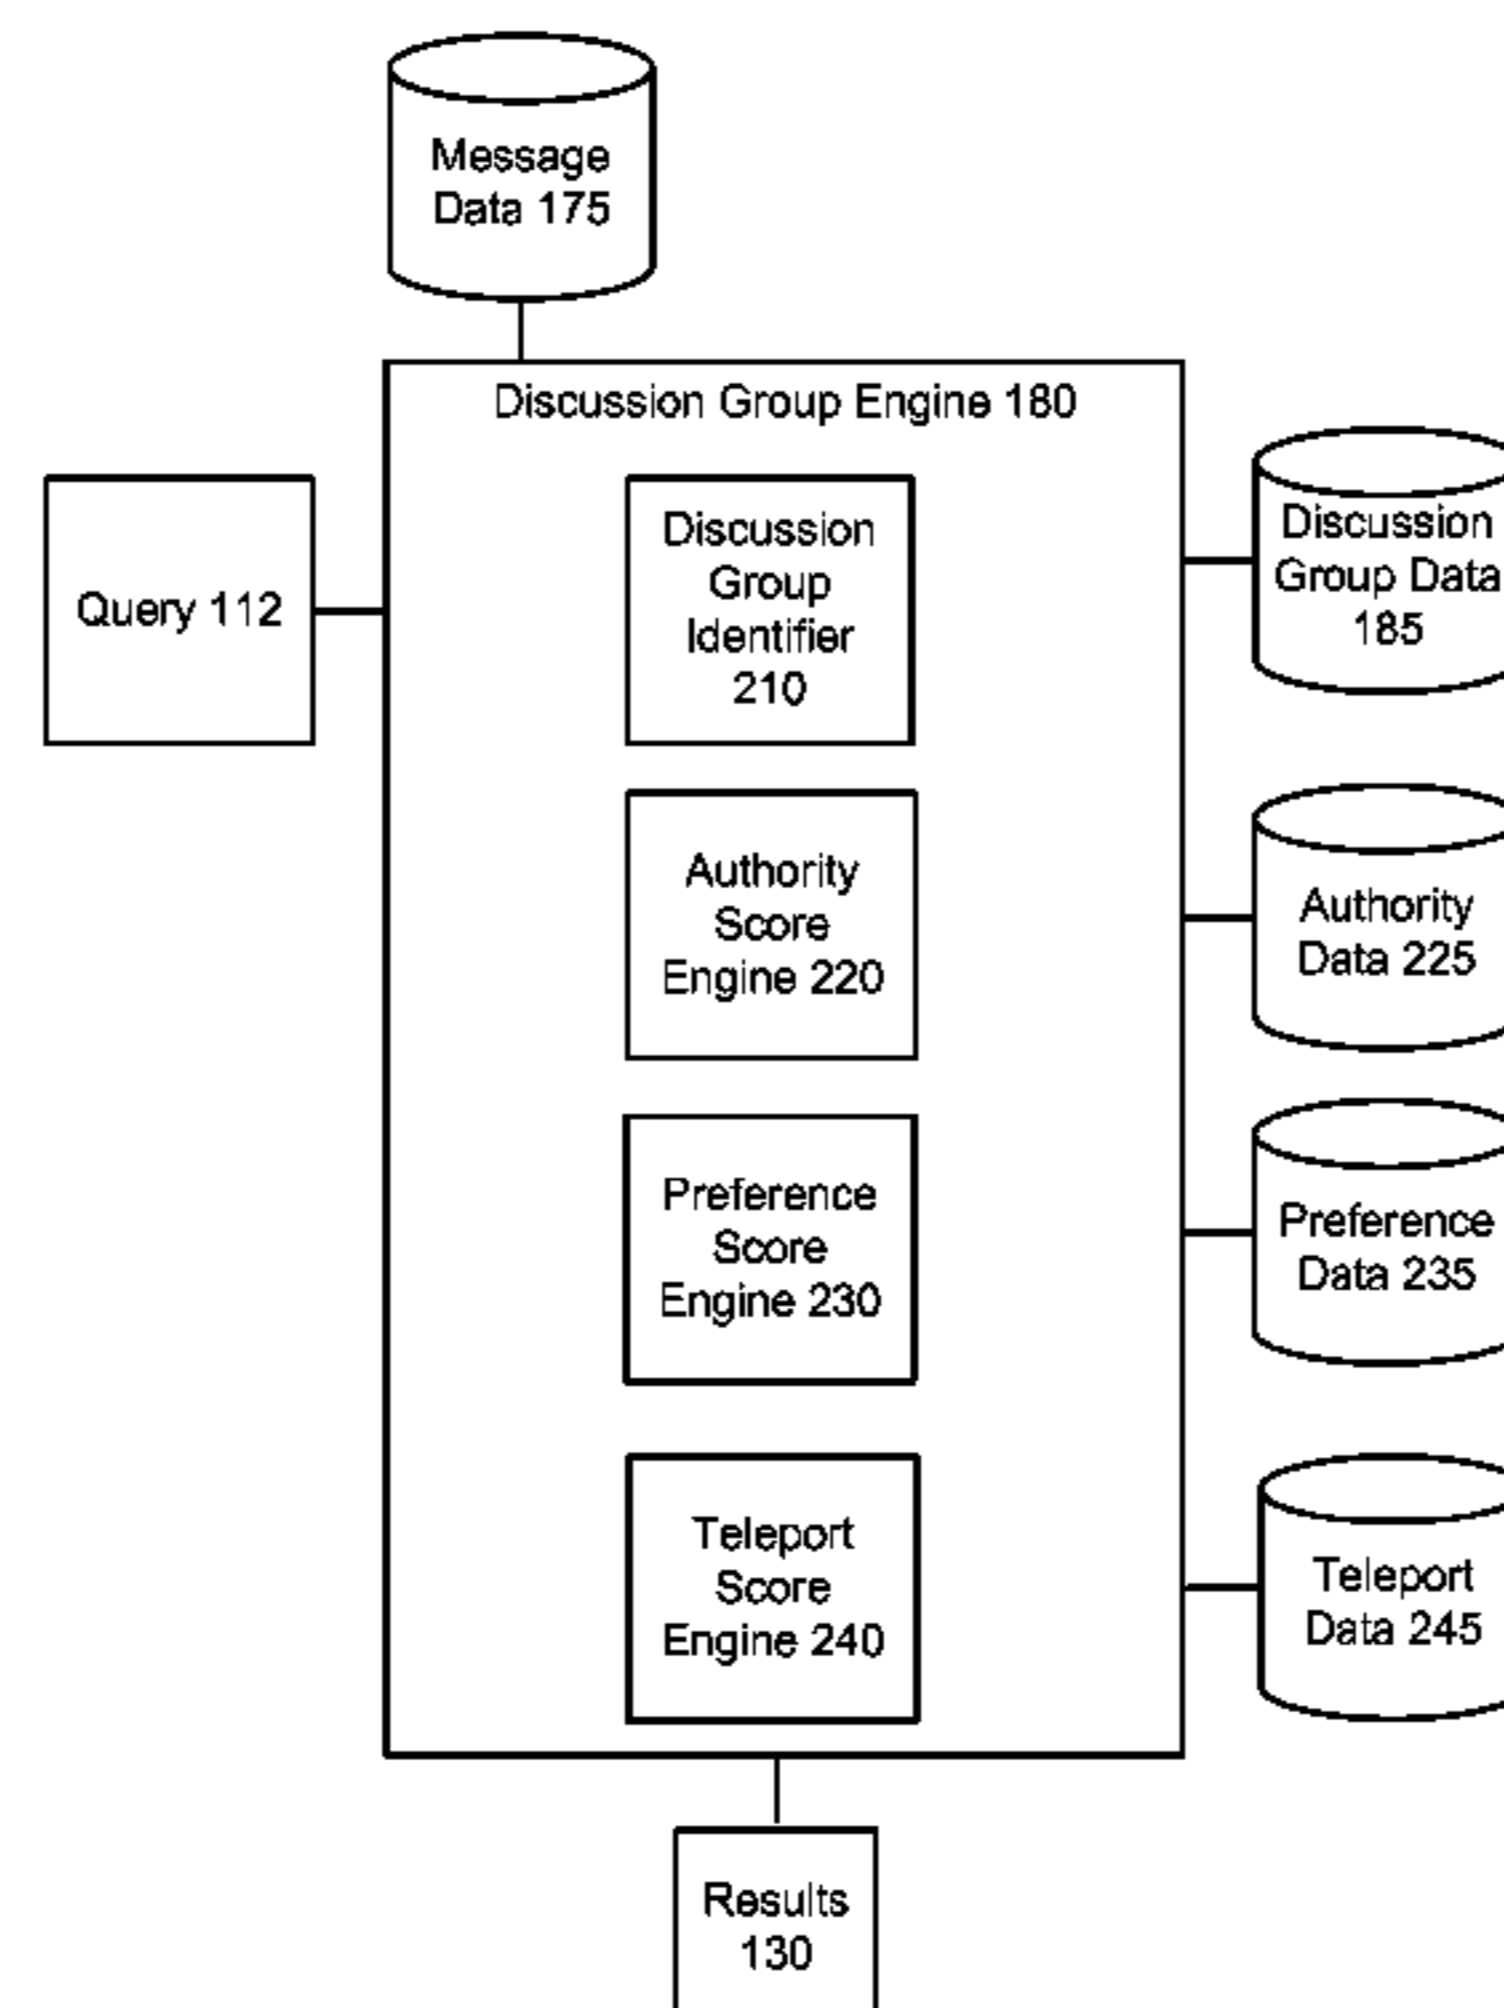 Message
Data 175
Discussion Group Engine 180
Query 112
Discussion
Group
Identifier
210
Discussion
Group Data
185
Authority
Score
Engine 220
Authority
Data 225
Preference
Score
Engine 230
Preference
Data 235
Teleport
Score
Engine 240
Teleport
Data 245
Results
130